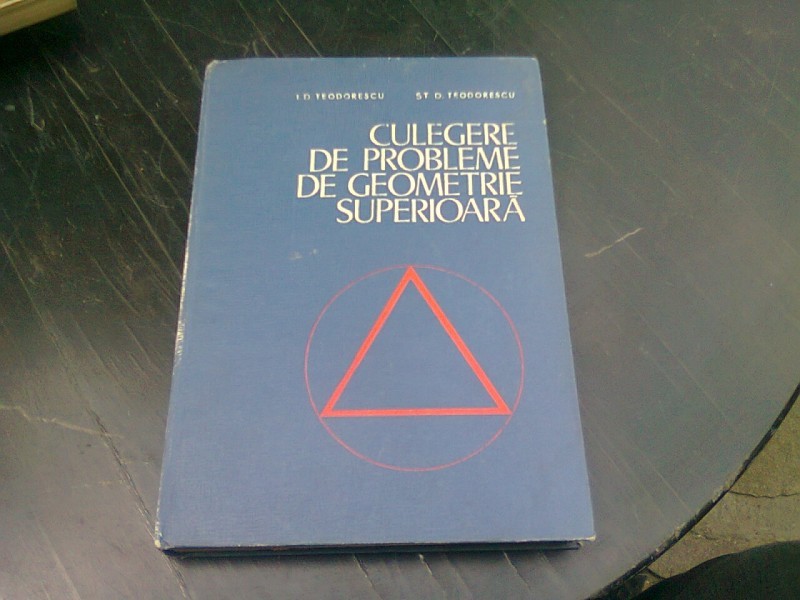 I.D. TEODORESCU ST. D. TEODORESCU
CULEGERE
DE PROBLEME
DE GEOMETRIE
SUPERIOARĂ